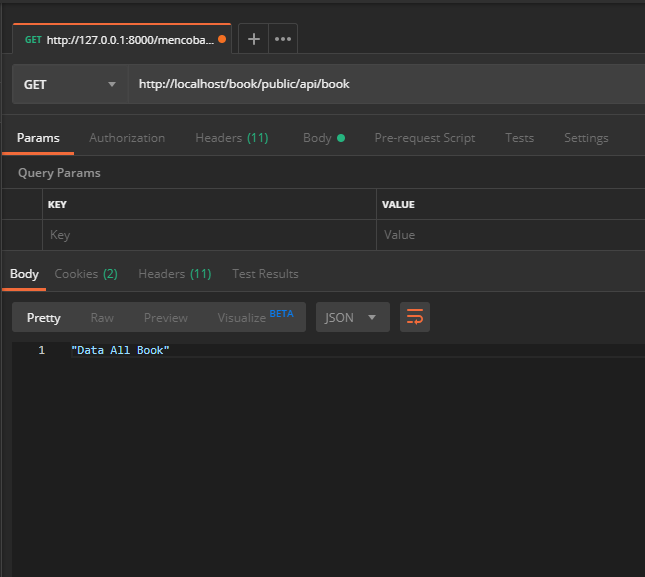 GET http://127.0.0.1:8000/mencoba...
GET http://localhost/book/public/api/book
Params Authorization Headers (11) Body Pre-request Script Tests Settings
Query Params
KEY VALUE
Key Value
Body Cookies (2) Headers (11) Test Results
Pretty Raw Preview Visualize BETA JSON
1 "Data All Book"